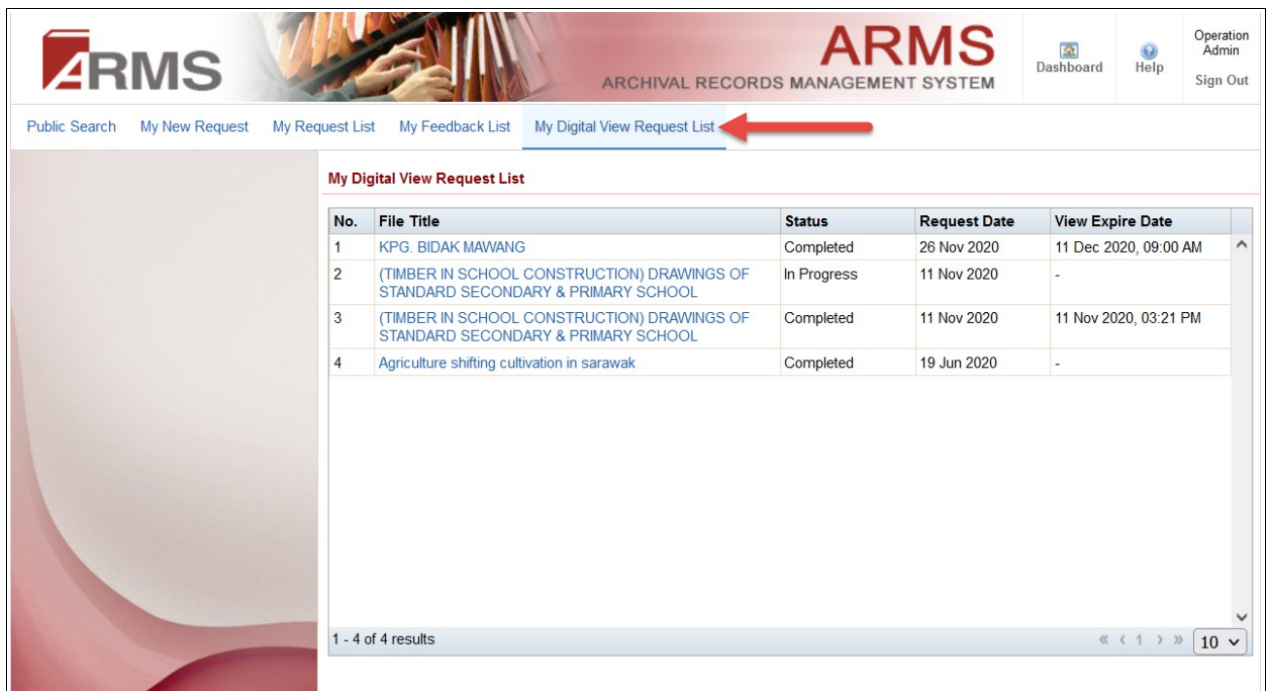 ARMS
ARMS
ARCHIVAL RECORDS MANAGEMENT SYSTEM
Dashboard
Help
Operation
Admin
Sign Out
Public Search My New Request My Request List My Feedback List My Digital View Request List
My Digital View Request List
No. File Title Status Request Date View Expire Date
1 KPG. BIDAK MAWANG Completed 26 Nov 2020 11 Dec 2020, 09:00 AM
2 (TIMBER IN SCHOOL CONSTRUCTION) DRAWINGS OF In Progress 11 Nov 2020 -
STANDARD SECONDARY & PRIMARY SCHOOL
3 (TIMBER IN SCHOOL CONSTRUCTION) DRAWINGS OF Completed 11 Nov 2020 11 Nov 2020, 03:21 PM
STANDARD SECONDARY & PRIMARY SCHOOL
4 Agriculture shifting cultivation in sarawak Completed 19 Jun 2020 -
1 - 4 of 4 results « ‹ 1 › » 10